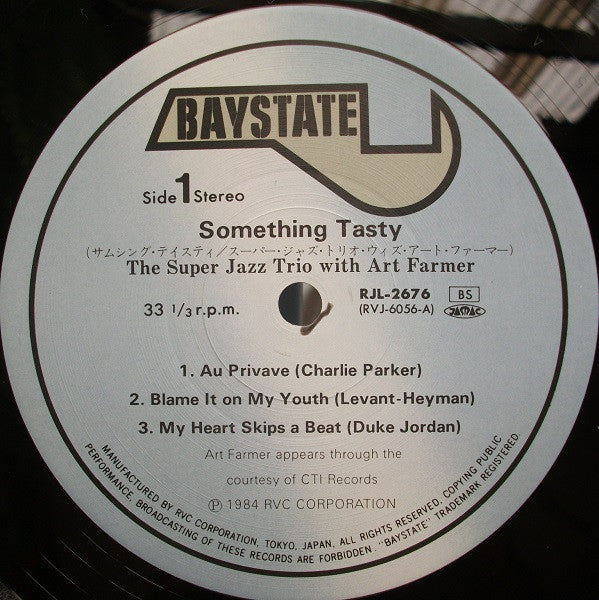 BAYSTATE
Side 1 Stereo
Something Tasty
(サムシング・テイスティ／スーパー・ジャズ・トリオ・ウィズ・アート・ファーマー)
The Super Jazz Trio with Art Farmer
33 1/3 r.p.m.
RJL-2676 BS
(RVJ-6056-A) JASRAC
1. Au Privave (Charlie Parker)
2. Blame It on My Youth (Levant-Heyman)
3. My Heart Skips a Beat (Duke Jordan)
Art Farmer appears through the
courtesy of CTI Records
Ⓟ 1984 RVC CORPORATION
MANUFACTURED BY RVC CORPORATION, TOKYO, JAPAN. ALL RIGHTS RESERVED, COPYING PUBLIC
PERFORMANCE, BROADCASTING OF THESE RECORDS ARE FORBIDDEN. "BAYSTATE" TRADEMARK REGISTERED.